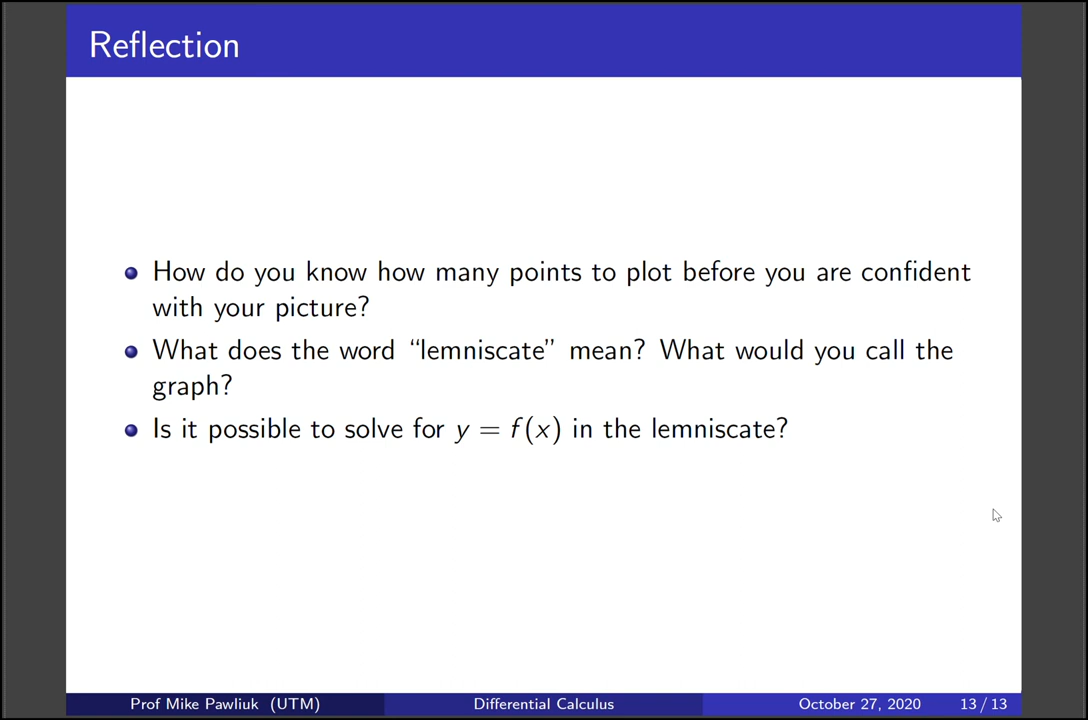 Reflection
How do you know how many points to plot before you are confident
with your picture?
What does the word “lemniscate” mean? What would you call the
graph?
Is it possible to solve for y = f(x) in the lemniscate?
Prof Mike Pawliuk (UTM) Differential Calculus October 27, 2020 13 / 13